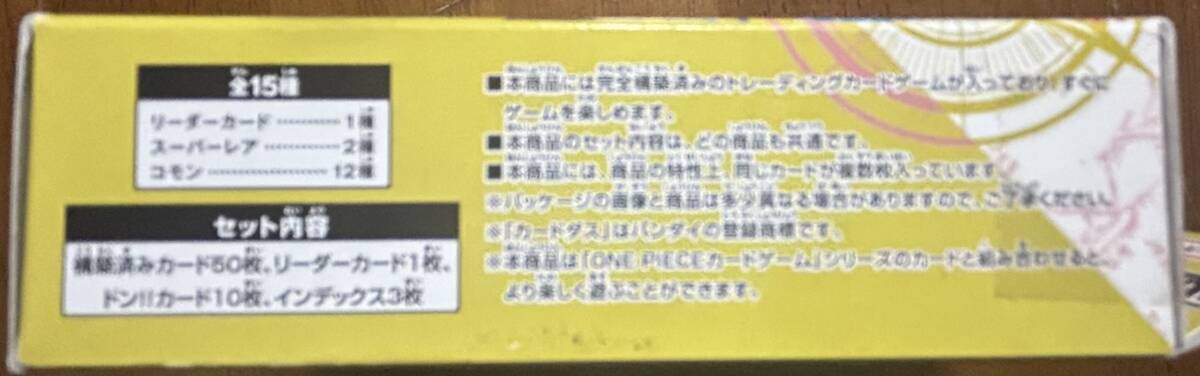 全15種
リーダーカード ………… 1種
スーパーレア ………… 2種
コモン ………… 12種
セット内容
構築済みカード50枚、リーダーカード1枚、
ドン!!カード10枚、インデックス3枚
■本商品には完全構築済みのトレーディングカードゲームが入っており、すぐに
ゲームを楽しめます。
■本商品のセット内容は、どの商品も共通です。
■本商品には、商品の特性上、同じカードが複数枚入っています。
※パッケージの画像と商品は多少異なる場合がありますので、ご了承ください。
※「カードダス」はバンダイの登録商標です。
※本商品は「ONE PIECEカードゲーム」シリーズのカードと組み合わせると、
より楽しく遊ぶことができます。